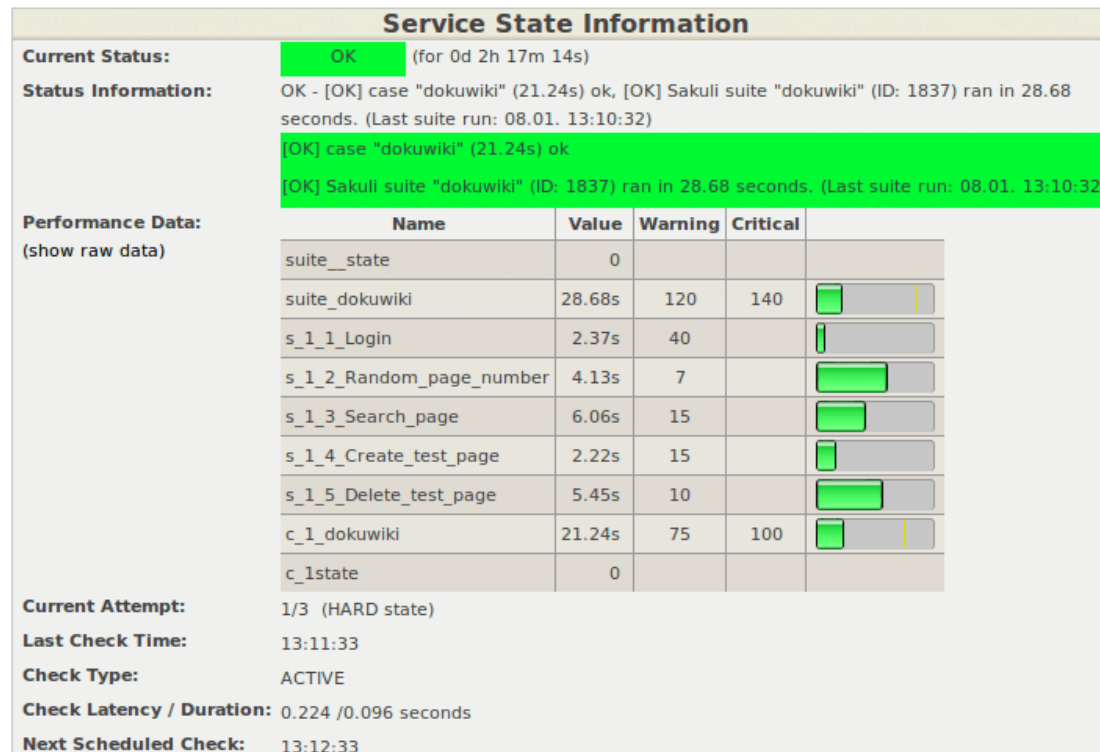 Service State Information
Current Status: OK (for 0d 2h 17m 14s)
Status Information: OK - [OK] case "dokuwiki" (21.24s) ok, [OK] Sakuli suite "dokuwiki" (ID: 1837) ran in 28.68
seconds. (Last suite run: 08.01. 13:10:32)
[OK] case "dokuwiki" (21.24s) ok
[OK] Sakuli suite "dokuwiki" (ID: 1837) ran in 28.68 seconds. (Last suite run: 08.01. 13:10:32
Performance Data: Name Value Warning Critical
(show raw data)
suite__state 0
suite_dokuwiki 28.68s 120 140
s_1_1_Login 2.37s 40
s_1_2_Random_page_number 4.13s 7
s_1_3_Search_page 6.06s 15
s_1_4_Create_test_page 2.22s 15
s_1_5_Delete_test_page 5.45s 10
c_1_dokuwiki 21.24s 75 100
c_1state 0
Current Attempt: 1/3 (HARD state)
Last Check Time: 13:11:33
Check Type: ACTIVE
Check Latency / Duration: 0.224 /0.096 seconds
Next Scheduled Check: 13:12:33